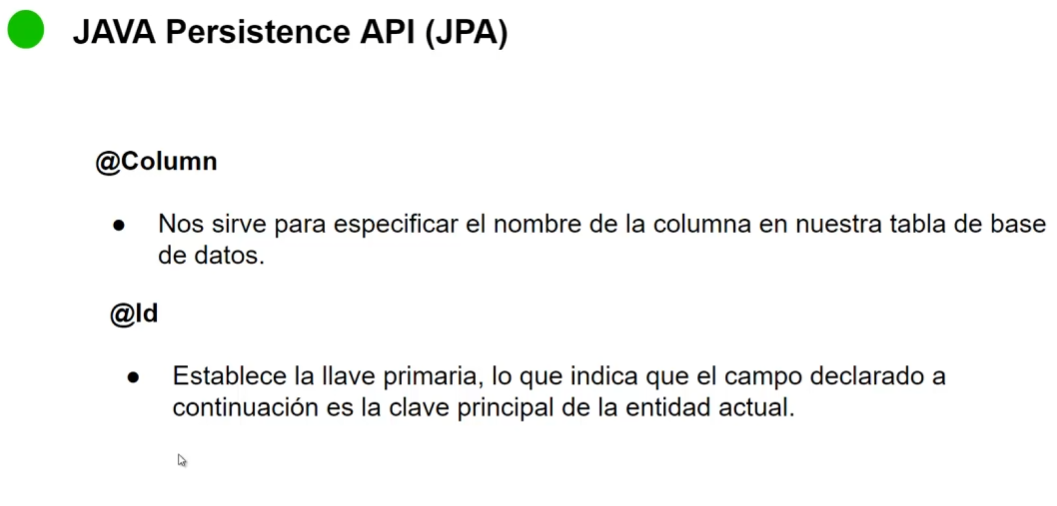 JAVA Persistence API (JPA)
@Column
● Nos sirve para especificar el nombre de la columna en nuestra tabla de base
de datos.
@Id
● Establece la llave primaria, lo que indica que el campo declarado a
continuación es la clave principal de la entidad actual.